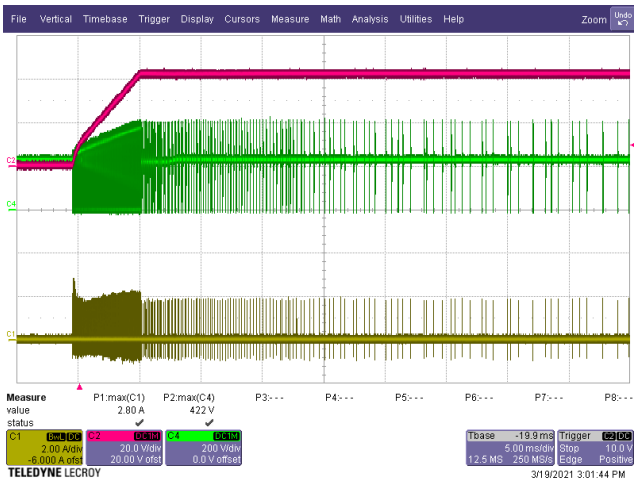 File Vertical Timebase Trigger Display Cursors Measure Math Analysis Utilities Help Zoom Undo
C2
C4
C1
Measure P1:max(C1) P2:max(C4) P3:--- P4:--- P5:--- P6:--- P7:--- P8:---
value 2.80 A 422 V
status
C1 BwL DC C2 DC1M C4 DC1M Tbase -19.9 ms Trigger C2 DC
2.00 A/div 20.0 V/div 200 V/div 5.00 ms/div Stop 10.0 V
-6.000 A ofst 20.00 V ofst 0.0 V offset 12.5 MS 250 MS/s Edge Positive
TELEDYNE LECROY 3/19/2021 3:01:44 PM